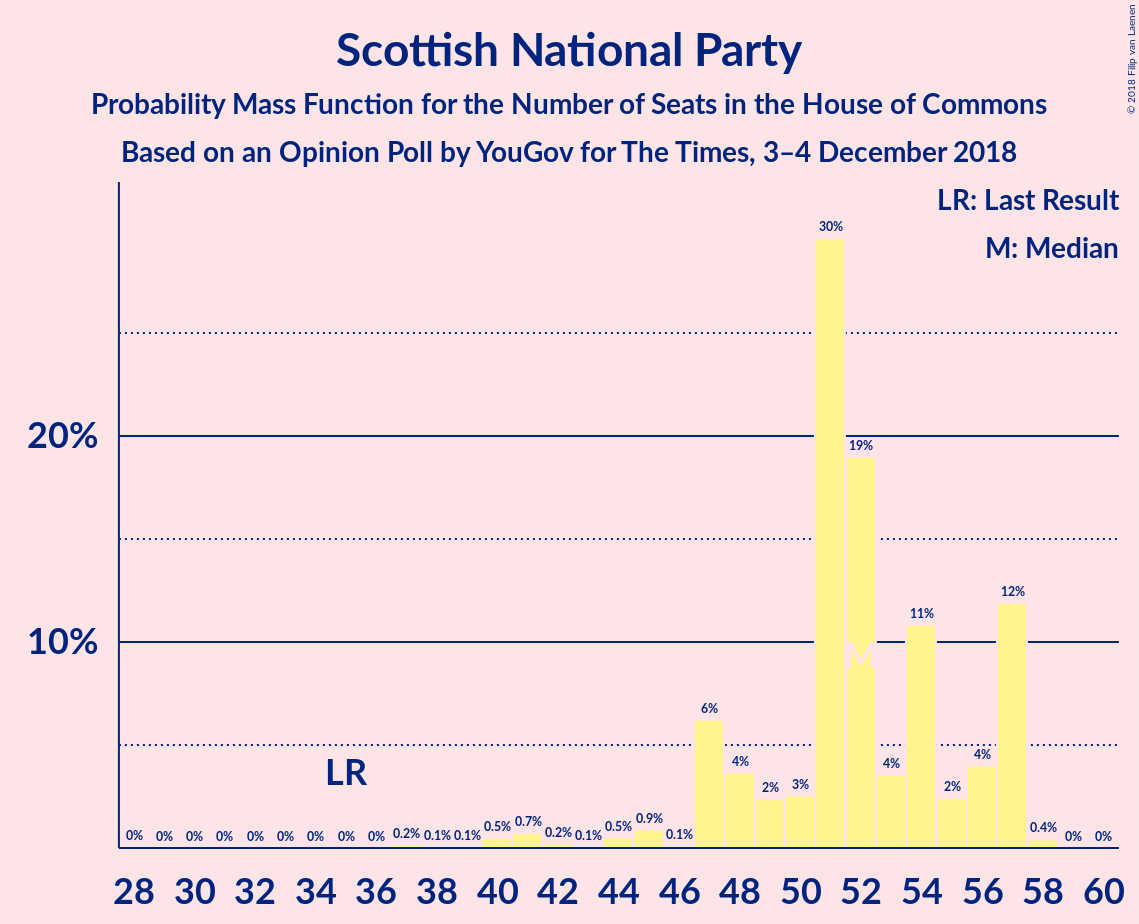 Scottish National Party
Probability Mass Function for the Number of Seats in the House of Commons
Based on an Opinion Poll by YouGov for The Times, 3–4 December 2018
© 2018 Filip van Laenen
LR: Last Result
M: Median
20%
10%
LR
M
0% 0% 0% 0% 0% 0% 0% 0% 0% 0.2% 0.1% 0.1% 0.5% 0.7% 0.2% 0.1% 0.5% 0.9% 0.1% 6% 4% 2% 3% 30% 19% 4% 11% 2% 4% 12% 0.4% 0% 0%
28 30 32 34 36 38 40 42 44 46 48 50 52 54 56 58 60